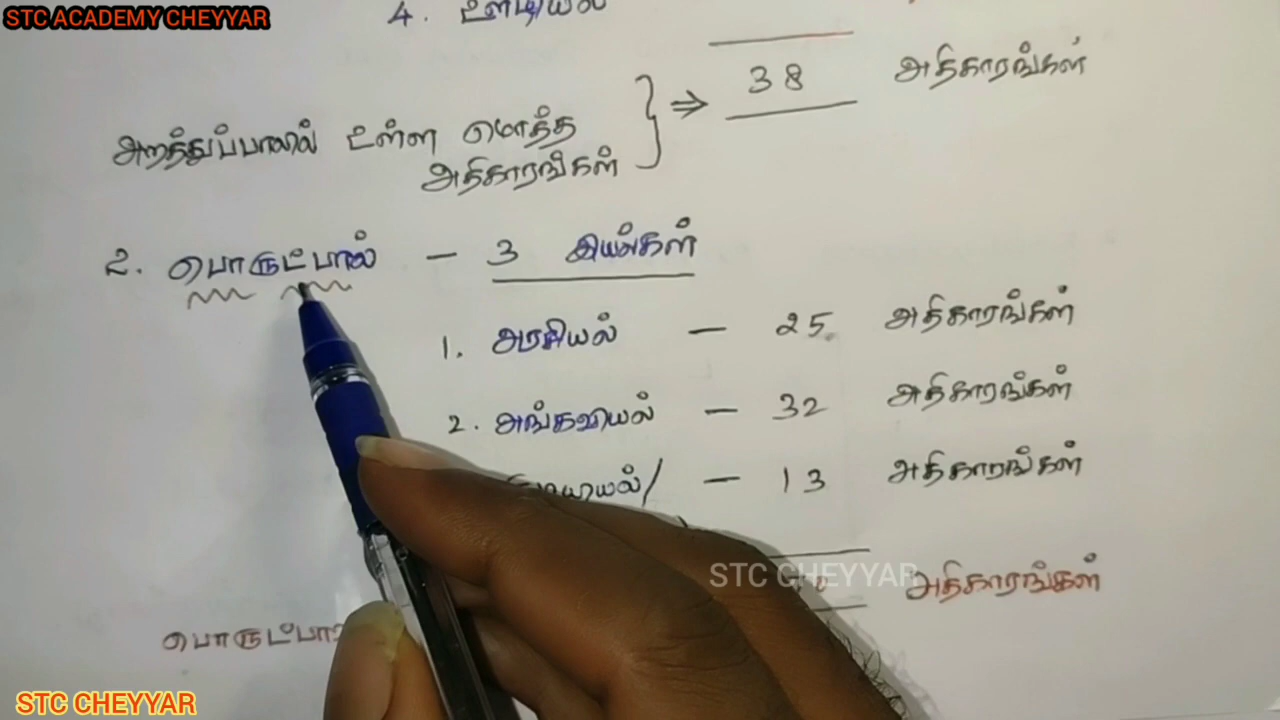 STC ACADEMY CHEYYAR
4. ஊழியல்
38 அதிகாரங்கள்
அறத்துப்பாலில் உள்ள மொத்த
அதிகாரங்கள்
2. பொருட்பால் - 3 இயல்கள்
1. அரசியல் - 25 அதிகாரங்கள்
2. அங்கவியல் - 32 அதிகாரங்கள்
- 13 அதிகாரங்கள்
STC CHEYYAR
அதிகாரங்கள்
STC CHEYYAR